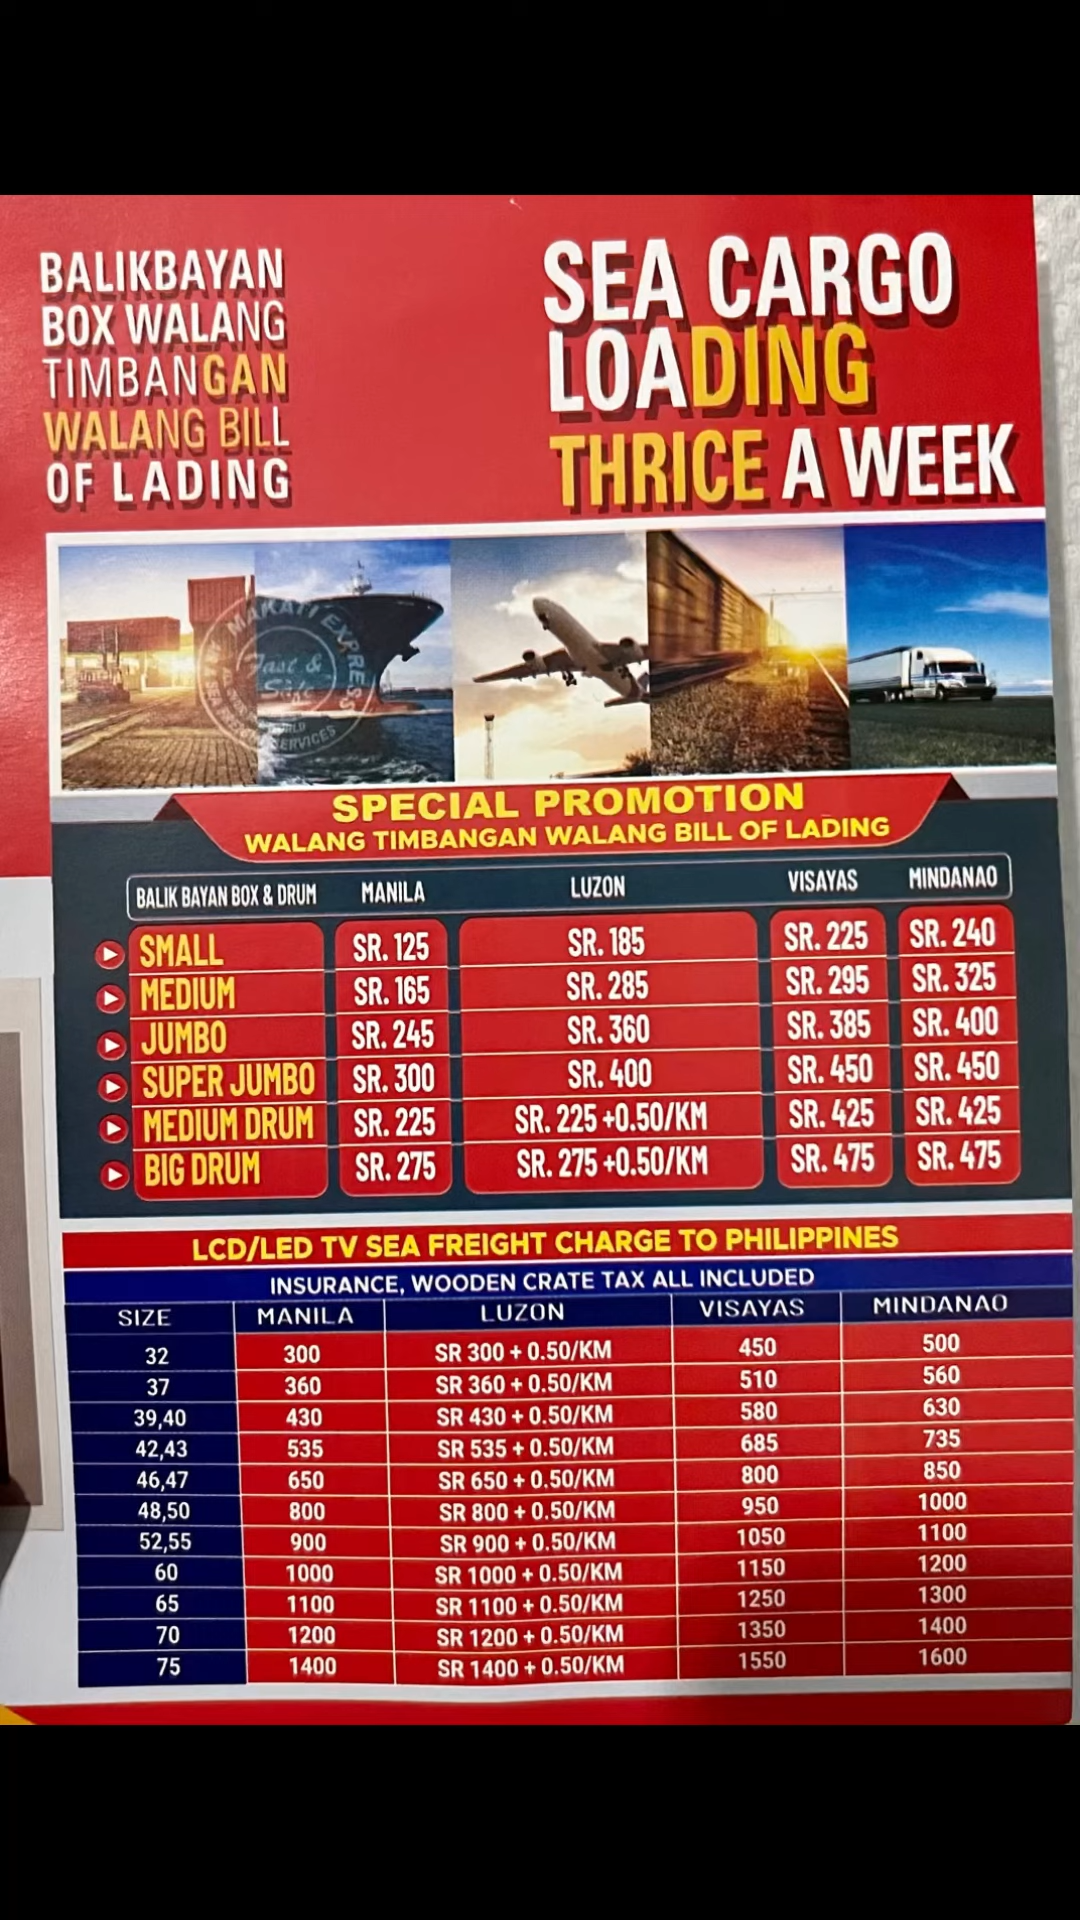 BALIKBAYAN
BOX WALANG
TIMBANGAN
WALANG BILL
OF LADING
SEA CARGO
LOADING
THRICE A WEEK
MAKATI EXPRESS
Fast &
Safe
WORLD
SERVICES
SPECIAL PROMOTION
WALANG TIMBANGAN WALANG BILL OF LADING
BALIK BAYAN BOX & DRUM MANILA LUZON VISAYAS MINDANAO
SMALL SR. 125 SR. 185 SR. 225 SR. 240
MEDIUM SR. 165 SR. 285 SR. 295 SR. 325
JUMBO SR. 245 SR. 360 SR. 385 SR. 400
SUPER JUMBO SR. 300 SR. 400 SR. 450 SR. 450
MEDIUM DRUM SR. 225 SR. 225 +0.50/KM SR. 425 SR. 425
BIG DRUM SR. 275 SR. 275 +0.50/KM SR. 475 SR. 475
LCD/LED TV SEA FREIGHT CHARGE TO PHILIPPINES
INSURANCE, WOODEN CRATE TAX ALL INCLUDED
SIZE MANILA LUZON VISAYAS MINDANAO
32 300 SR 300 + 0.50/KM 450 500
37 360 SR 360 + 0.50/KM 510 560
39,40 430 SR 430 + 0.50/KM 580 630
42,43 535 SR 535 + 0.50/KM 685 735
46,47 650 SR 650 + 0.50/KM 800 850
48,50 800 SR 800 + 0.50/KM 950 1000
52,55 900 SR 900 + 0.50/KM 1050 1100
60 1000 SR 1000 + 0.50/KM 1150 1200
65 1100 SR 1100 + 0.50/KM 1250 1300
70 1200 SR 1200 + 0.50/KM 1350 1400
75 1400 SR 1400 + 0.50/KM 1550 1600